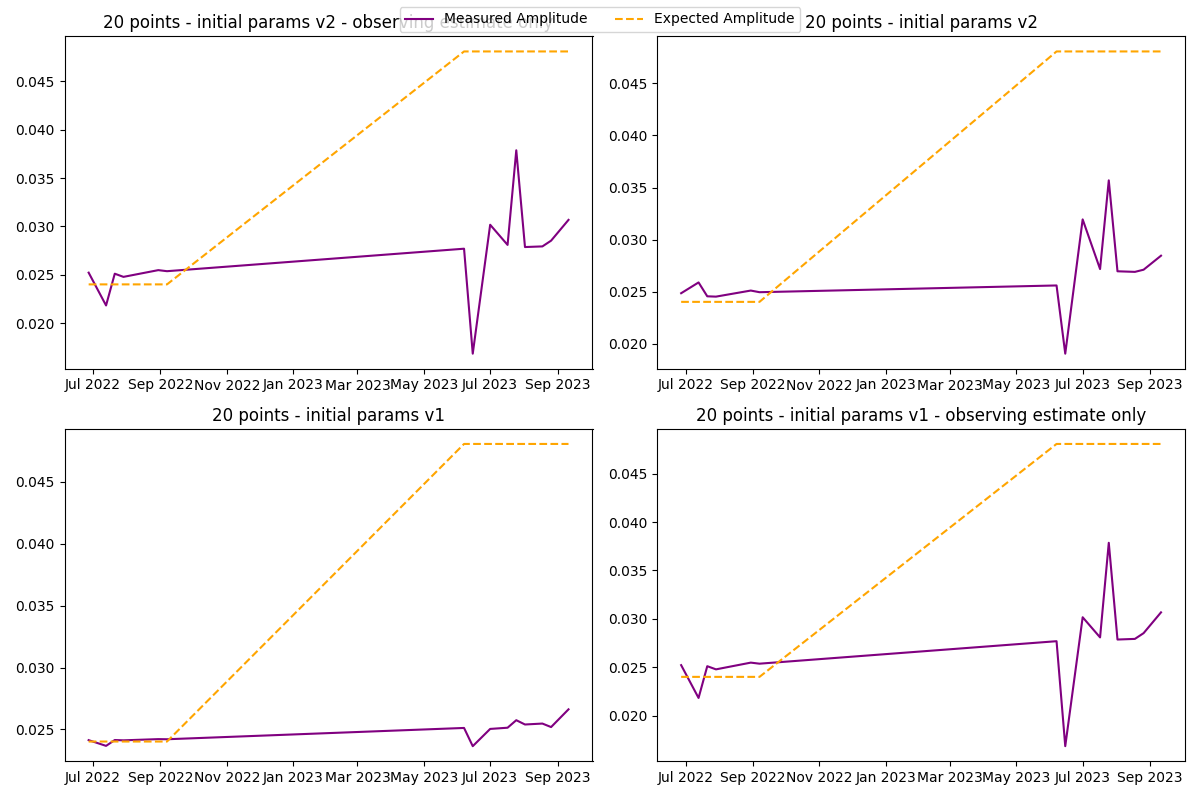 Measured Amplitude
Expected Amplitude
20 points - initial params v2 - observing estimate only
0.045
0.040
0.035
0.030
0.025
0.020
Jul 2022 Sep 2022 Nov 2022 Jan 2023 Mar 2023 May 2023 Jul 2023 Sep 2023
20 points - initial params v2
0.045
0.040
0.035
0.030
0.025
0.020
Jul 2022 Sep 2022 Nov 2022 Jan 2023 Mar 2023 May 2023 Jul 2023 Sep 2023
20 points - initial params v1
0.045
0.040
0.035
0.030
0.025
Jul 2022 Sep 2022 Nov 2022 Jan 2023 Mar 2023 May 2023 Jul 2023 Sep 2023
20 points - initial params v1 - observing estimate only
0.045
0.040
0.035
0.030
0.025
0.020
Jul 2022 Sep 2022 Nov 2022 Jan 2023 Mar 2023 May 2023 Jul 2023 Sep 2023